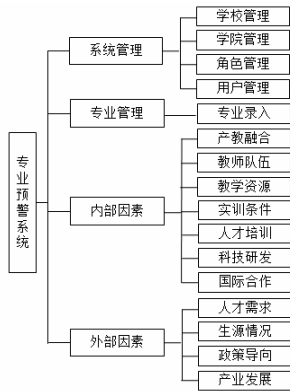 专业预警系统
系统管理
学校管理
学院管理
角色管理
用户管理
专业管理
专业录入
内部因素
产教融合
教师队伍
教学资源
实训条件
人才培训
科技研发
国际合作
外部因素
人才需求
生源情况
政策导向
产业发展